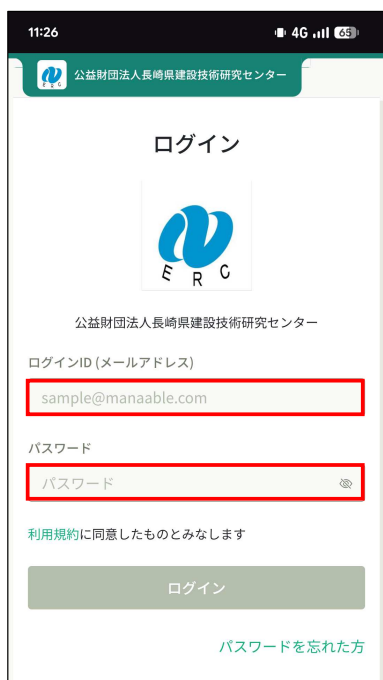 11:26 4G 65
ERC 公益財団法人長崎県建設技術研究センター
ログイン
E R C
公益財団法人長崎県建設技術研究センター
ログインID (メールアドレス)
sample@manaable.com
パスワード
パスワード
利用規約に同意したものとみなします
ログイン
パスワードを忘れた方